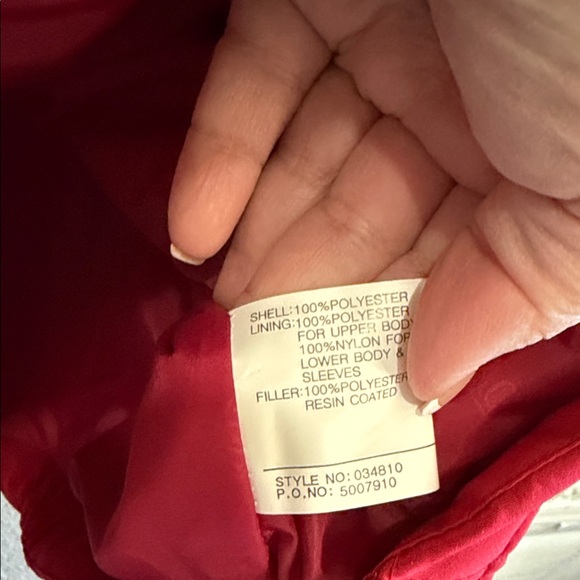 SHELL:100%POLYESTER
LINING:100%POLYESTER
FOR UPPER BODY
100%NYLON FOR
LOWER BODY &
SLEEVES
FILLER:100%POLYESTER
RESIN COATED
STYLE NO: 034810
P.O.NO: 5007910